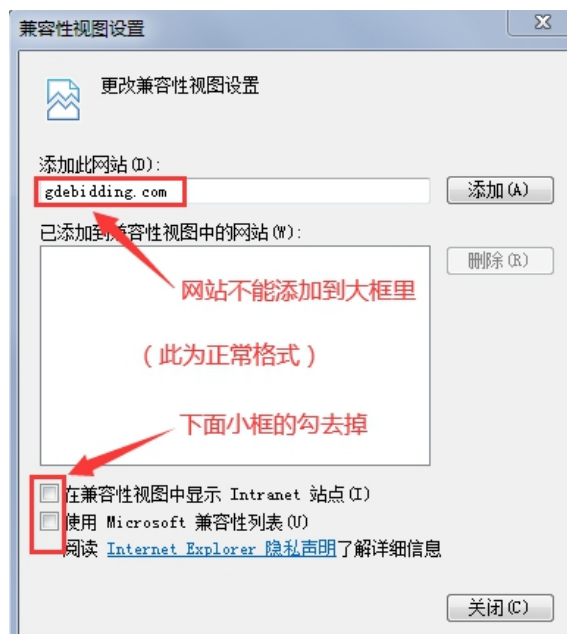 兼容性视图设置
更改兼容性视图设置
添加此网站(D):
gdebidding.com
添加(A)
已添加到兼容性视图中的网站(W):
删除(R)
网站不能添加到大框里
（此为正常格式）
下面小框的勾去掉
在兼容性视图中显示 Intranet 站点(I)
使用 Microsoft 兼容性列表(U)
阅读 Internet Explorer 隐私声明了解详细信息
关闭(C)